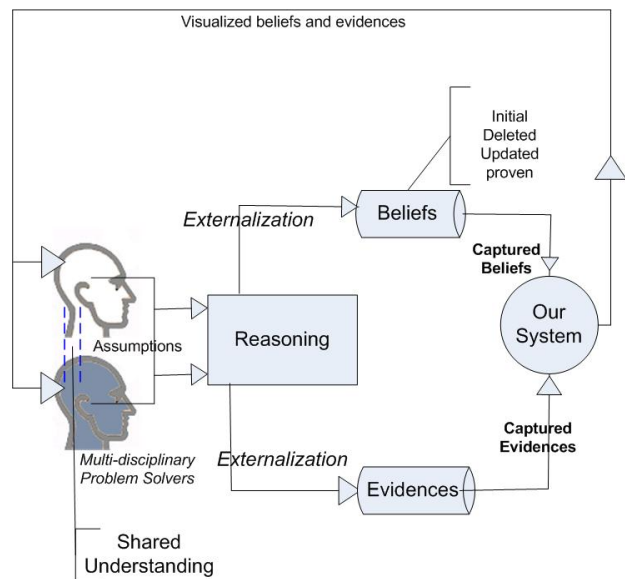 Visualized beliefs and evidences
Initial
Deleted
Updated
proven
Externalization
Beliefs
Captured
Beliefs
Our
System
Assumptions
Reasoning
Captured
Evidences
Multi-disciplinary
Problem Solvers
Externalization
Evidences
Shared
Understanding